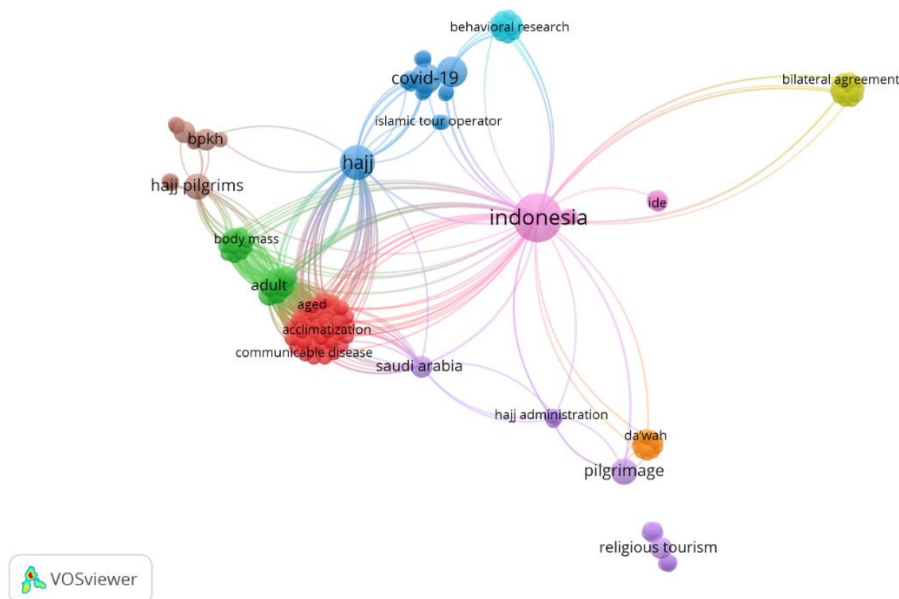 behavioral research
covid-19
bilateral agreement
islamic tour operator
bpkh
hajj
hajj pilgrims
ide
indonesia
body mass
adult
aged
acclimatization
communicable disease
saudi arabia
hajj administration
da'wah
pilgrimage
religious tourism
VOSviewer